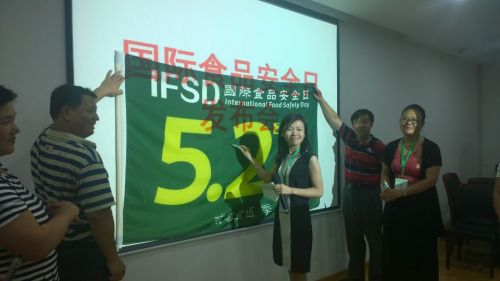 国际食品安全日
IFSD 國際食品安全日
International Food Safety Day
发布会
5.2